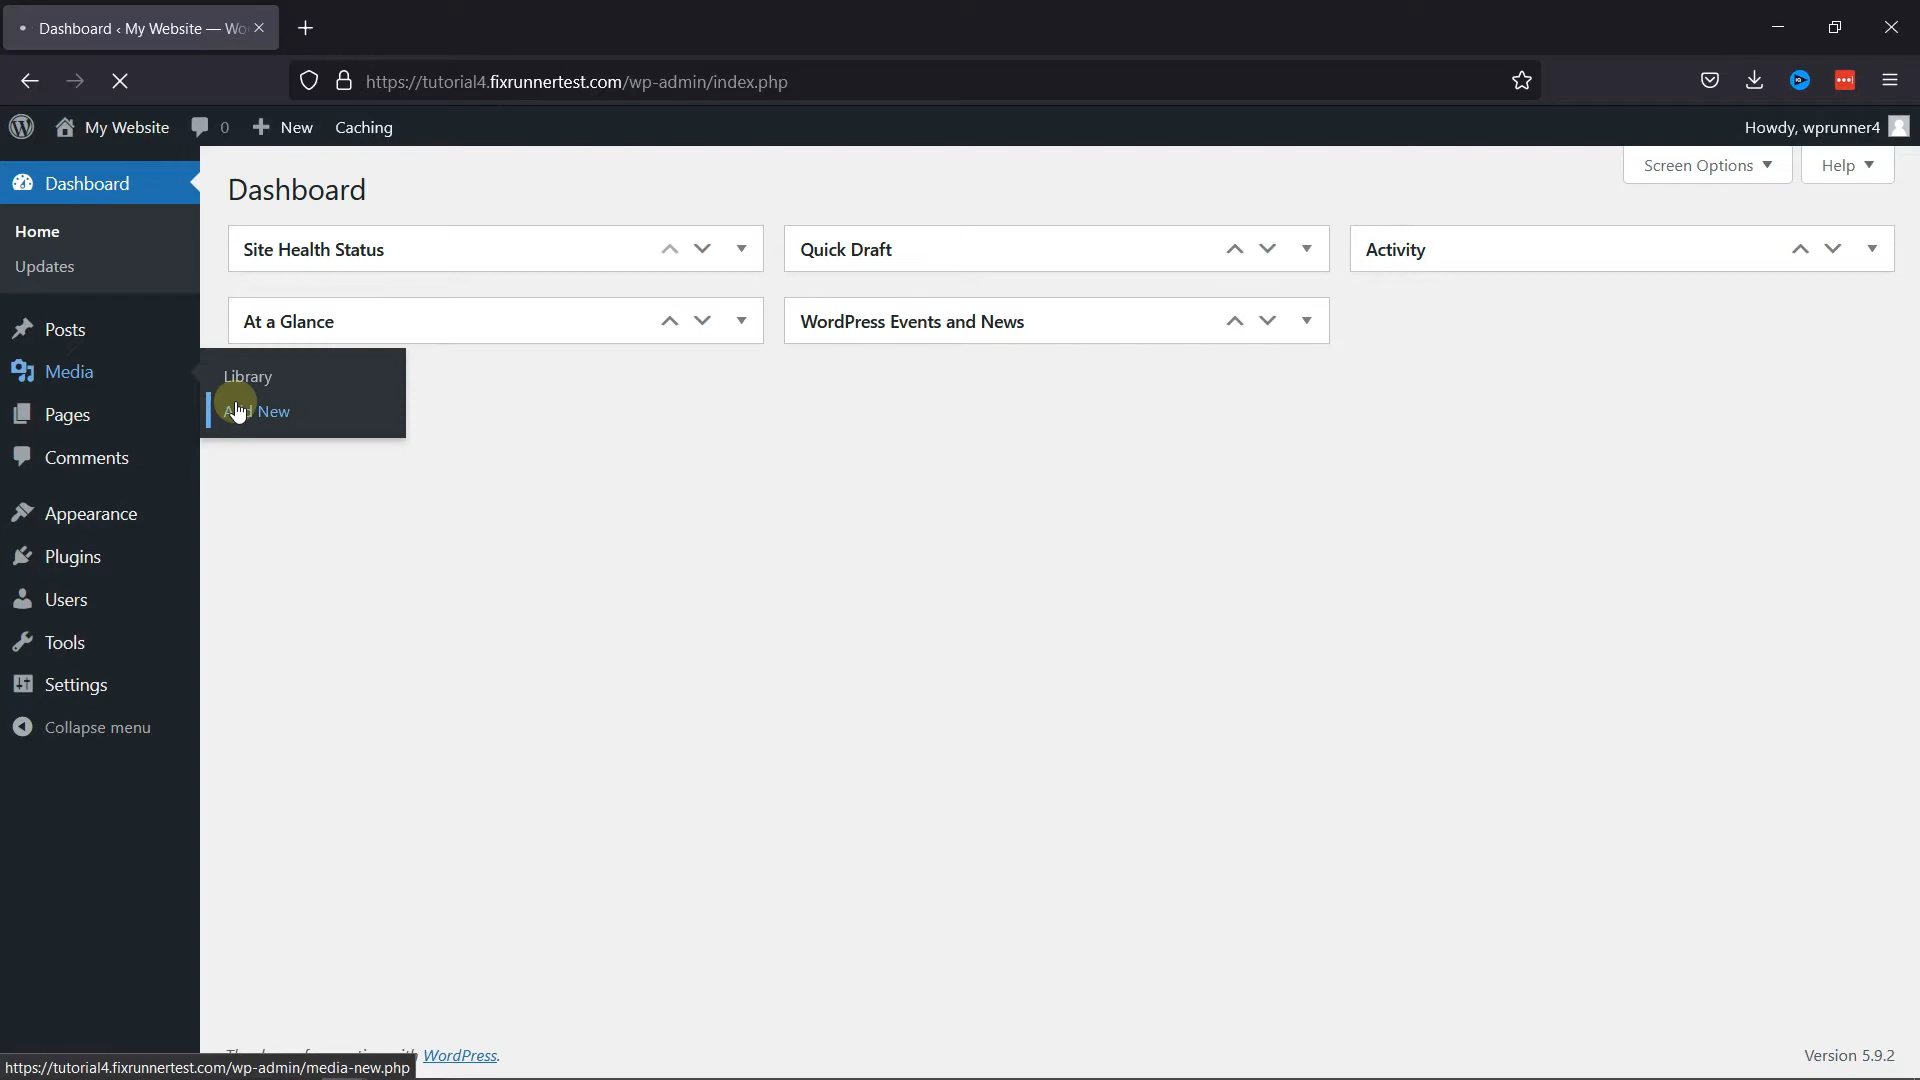 Dashboard ‹ My Website — Wo
https://tutorial4.fixrunnertest.com/wp-admin/index.php
My Website
0
New
Caching
Howdy, wprunner4
Dashboard
Home
Updates
Posts
Media
Pages
Comments
Appearance
Plugins
Users
Tools
Settings
Collapse menu
Library
Add New
Dashboard
Screen Options
Help
Site Health Status
Quick Draft
Activity
At a Glance
WordPress Events and News
WordPress.
Version 5.9.2
https://tutorial4.fixrunnertest.com/wp-admin/media-new.php